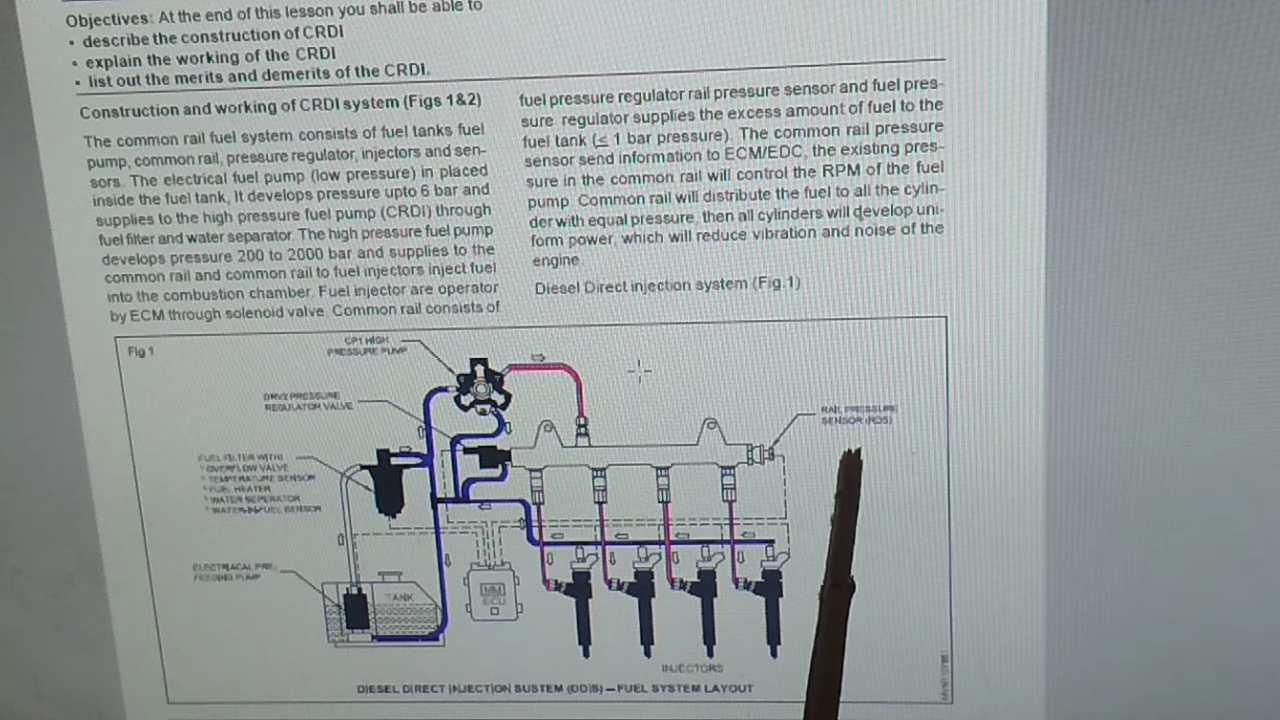 Objectives: At the end of this lesson you shall be able to
• describe the construction of CRDI
• explain the working of the CRDI
• list out the merits and demerits of the CRDI.
Construction and working of CRDI system (Figs 1&2)
The common rail fuel system consists of fuel tanks fuel
pump, common rail, pressure regulator, injectors and sen-
sors. The electrical fuel pump (low pressure) in placed
inside the fuel tank, It develops pressure upto 6 bar and
supplies to the high pressure fuel pump (CRDI) through
fuel filter and water separator. The high pressure fuel pump
develops pressure 200 to 2000 bar and supplies to the
common rail and common rail to fuel injectors inject fuel
into the combustion chamber. Fuel injector are operator
by ECM through solenoid valve. Common rail consists of
fuel pressure regulator rail pressure sensor and fuel pres-
sure regulator supplies the excess amount of fuel to the
fuel tank (≤ 1 bar pressure). The common rail pressure
sensor send information to ECM/EDC, the existing pres-
sure in the common rail will control the RPM of the fuel
pump. Common rail will distribute the fuel to all the cylin-
der with equal pressure, then all cylinders will develop uni-
form power, which will reduce vibration and noise of the
engine.
Diesel Direct injection system (Fig.1)
Fig 1
CP1 HIGH
PRESSURE PUMP
DRV2 PRESSURE
REGULATOR VALVE
RAIL PRESSURE
SENSOR (RDS)
FUEL FILTER WITH
* OVERFLOW VALVE
* TEMPERATURE SENSOR
* FUEL HEATER
* WATER SEPERATOR
* WATER-IN-FUEL SENSOR
ELECTRIACAL PRE-
FEEDING PUMP
TANK
MM
ECU
INJECTORS
DIESEL DIRECT INJECTION SUSTEM (DDiS) — FUEL SYSTEM LAYOUT